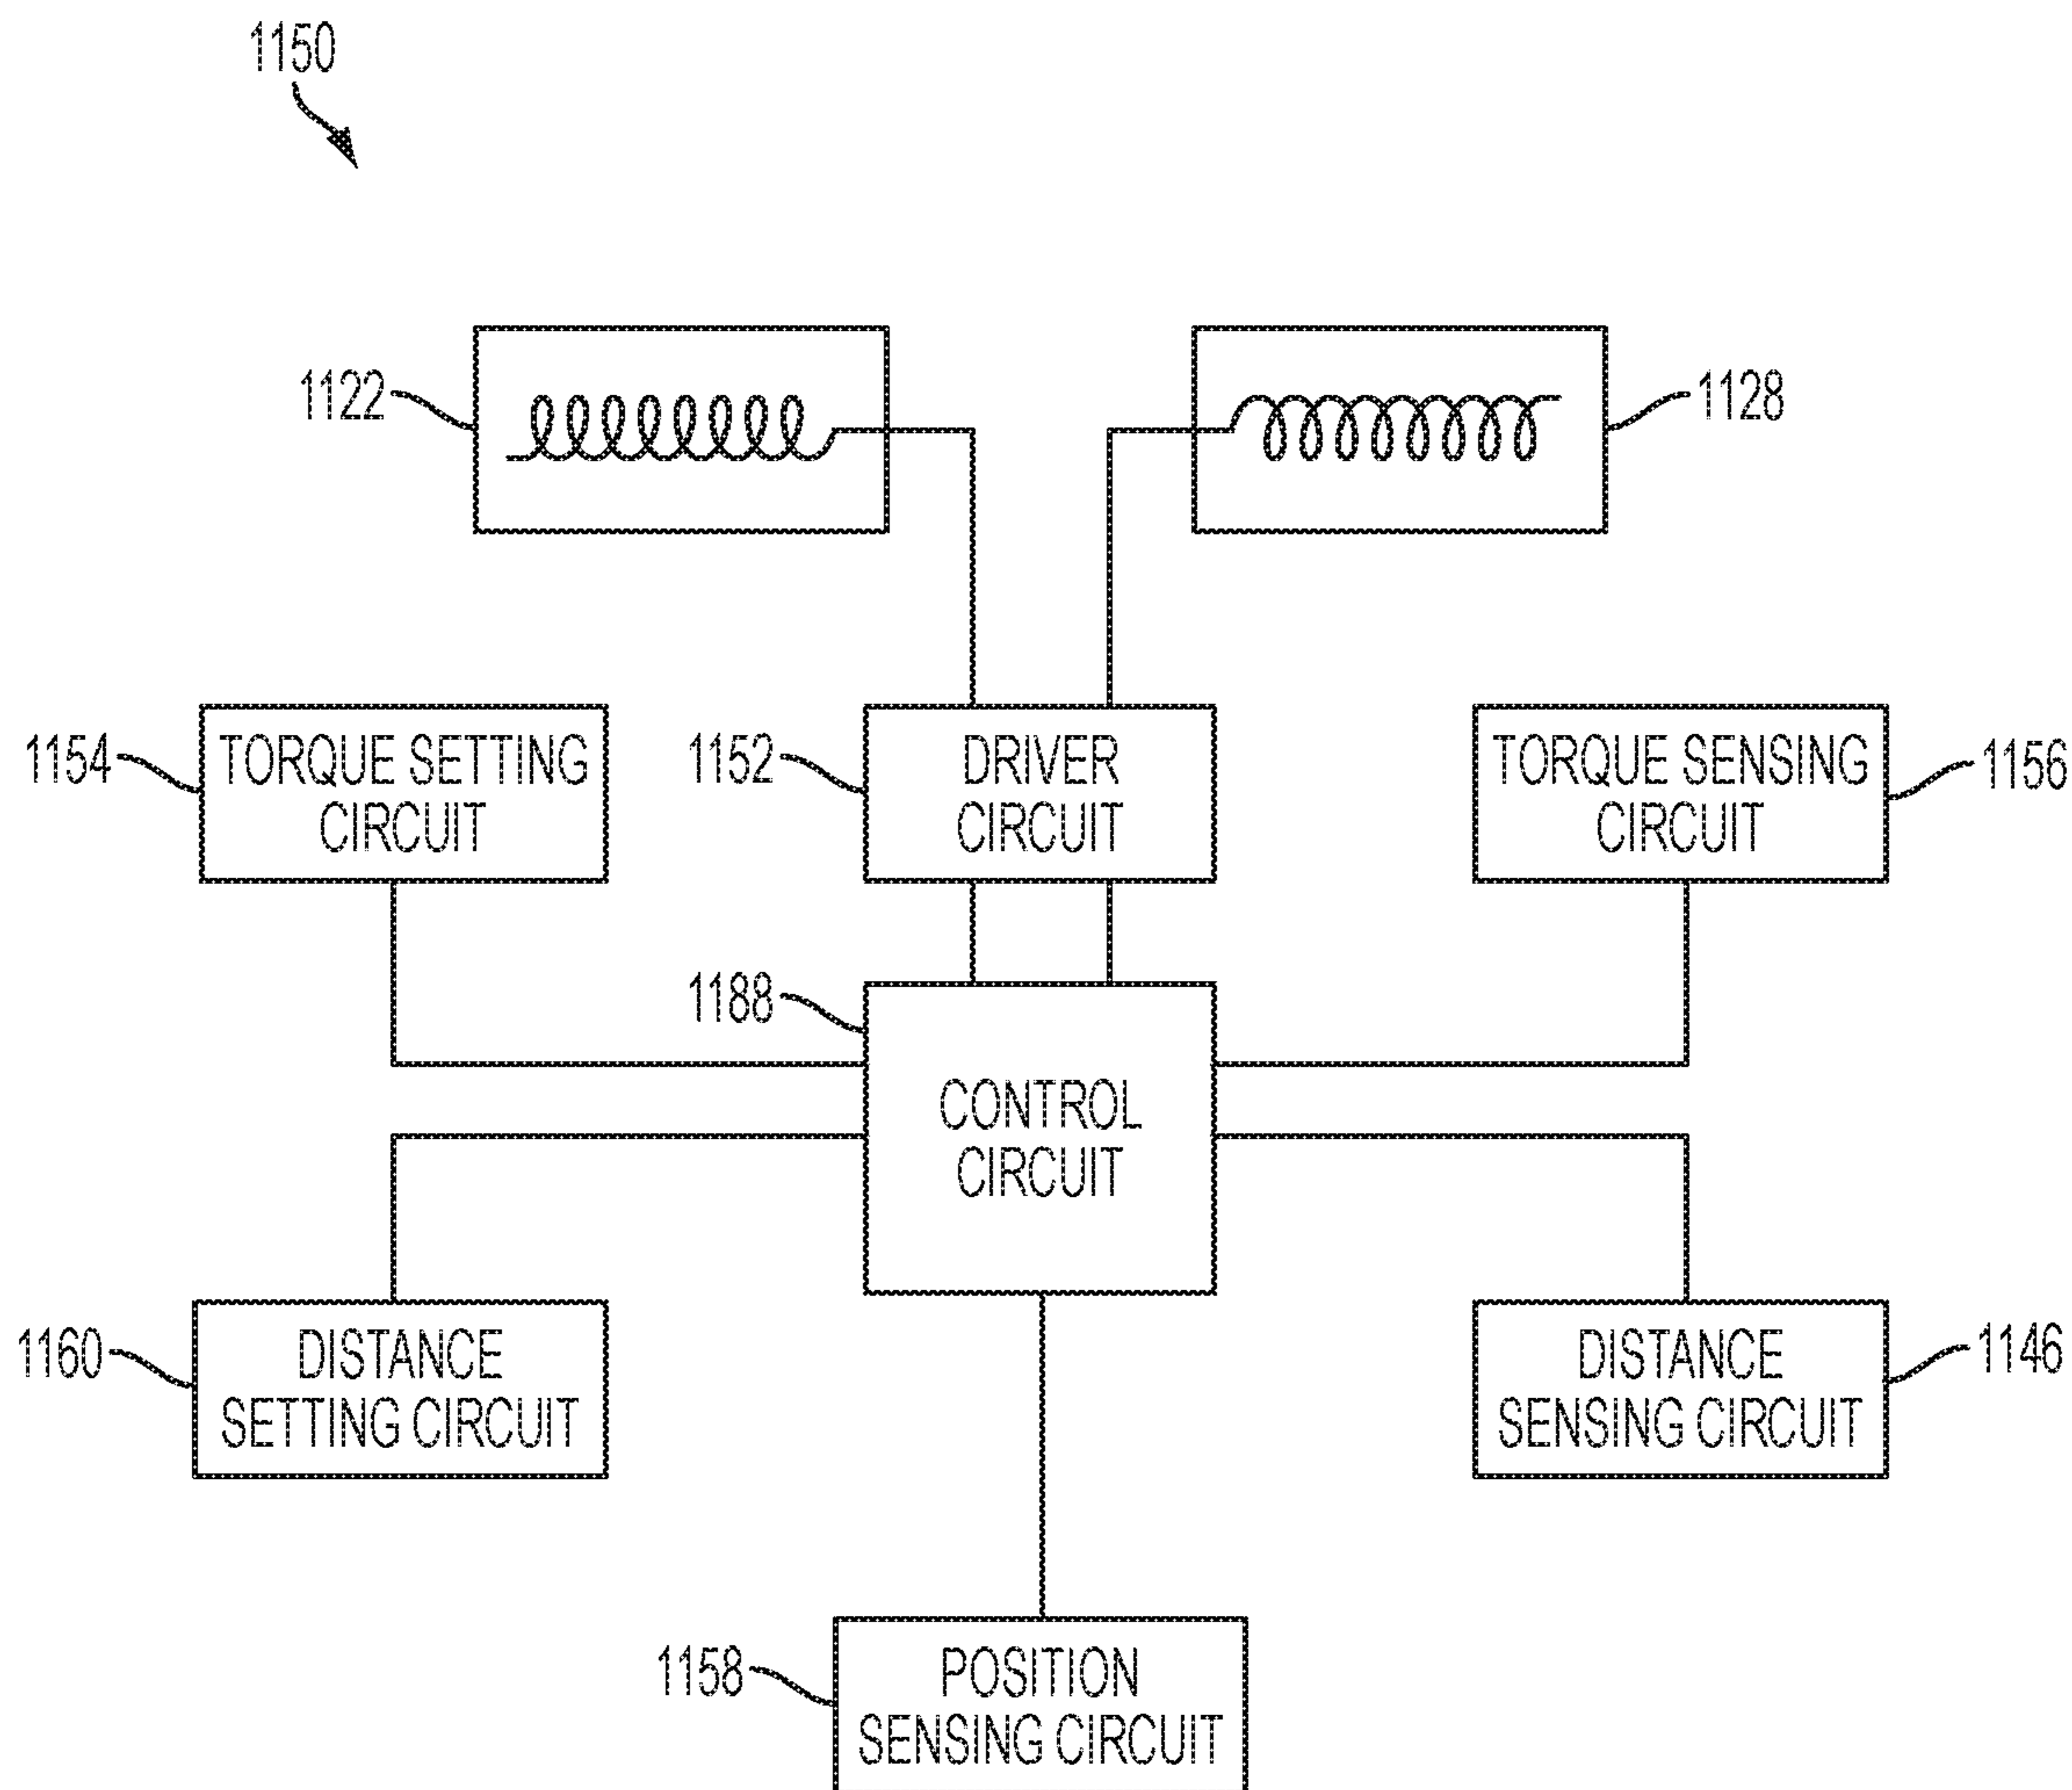 1150
1122
1128
1154
TORQUE SETTING
CIRCUIT
1152
DRIVER
CIRCUIT
TORQUE SENSING
CIRCUIT
1156
1188
CONTROL
CIRCUIT
1160
DISTANCE
SETTING CIRCUIT
DISTANCE
SENSING CIRCUIT
1146
1158
POSITION
SENSING CIRCUIT